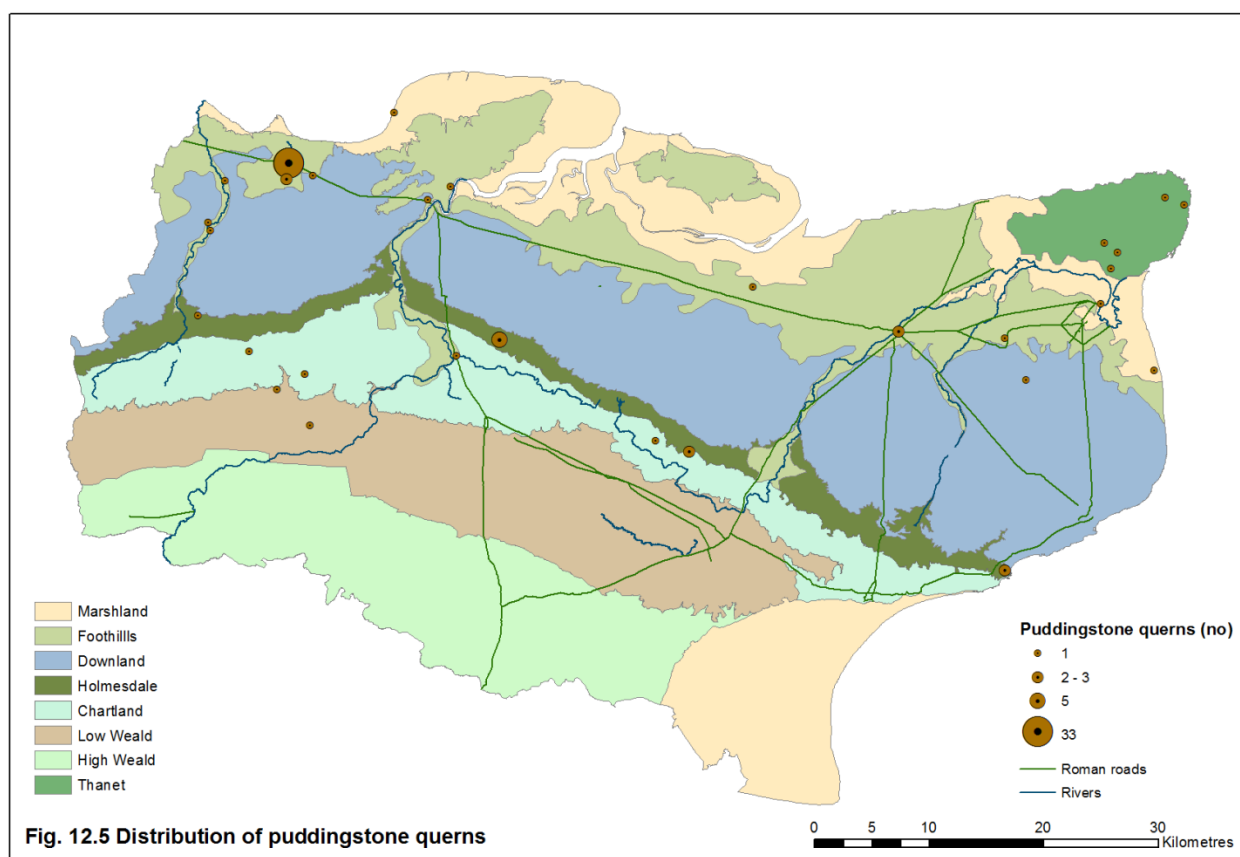 Marshland
Foothillls
Downland
Holmesdale
Chartland
Low Weald
High Weald
Thanet
Fig. 12.5 Distribution of puddingstone querns
Puddingstone querns (no)
1
2 - 3
5
33
Roman roads
Rivers
0 5 10 20 30
Kilometres